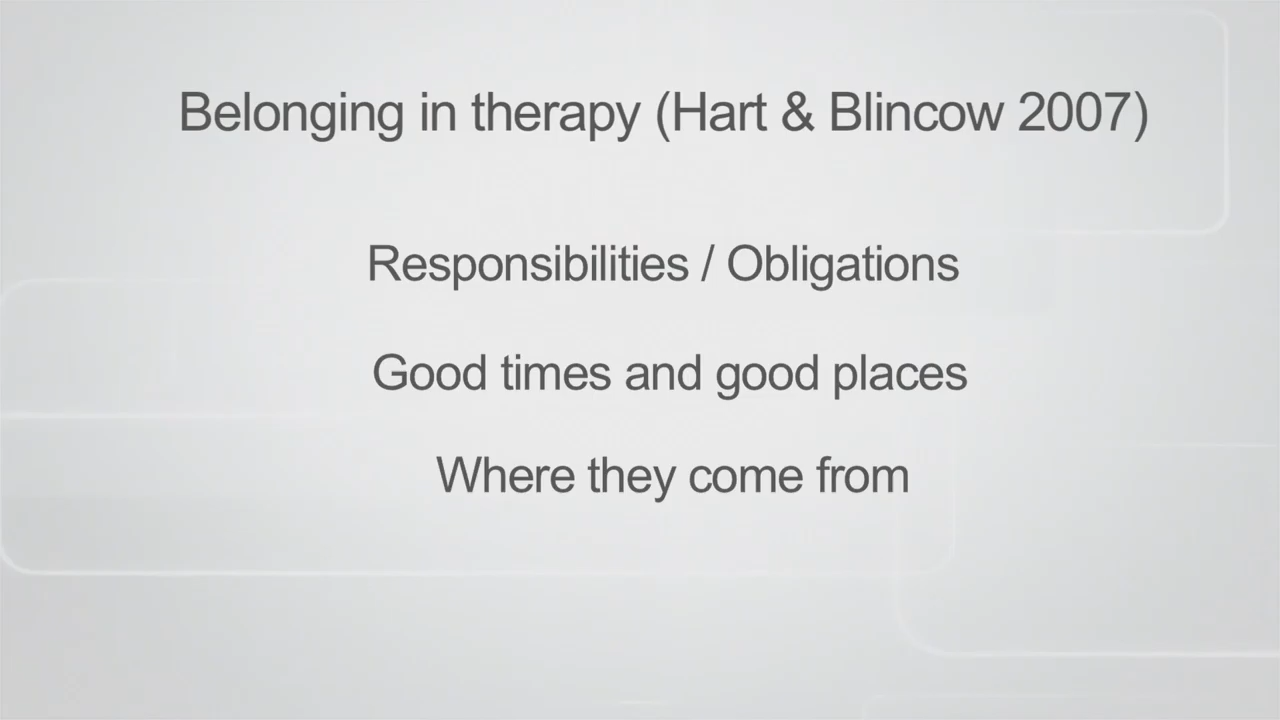 Belonging in therapy (Hart & Blincow 2007)
Responsibilities / Obligations
Good times and good places
Where they come from